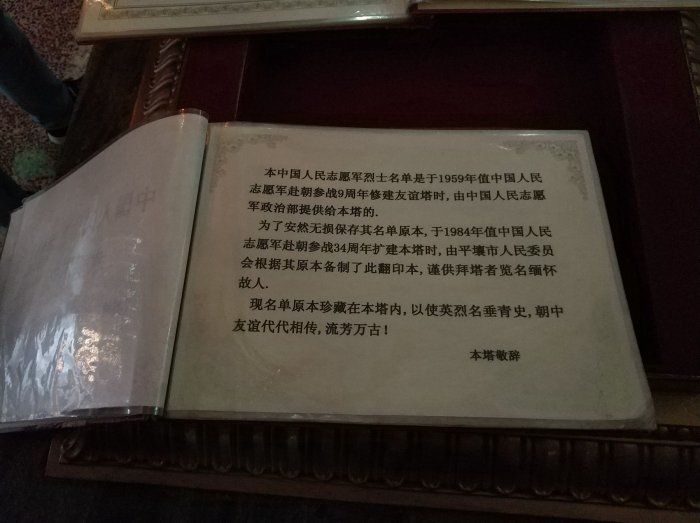 本中国人民志愿军烈士名单是于1959年值中国人民
志愿军赴朝参战9周年修建友谊塔时, 由中国人民志愿
军政治部提供给本塔的.
为了安然无损保存其名单原本, 于1984年值中国人民
志愿军赴朝参战34周年扩建本塔时, 由平壤市人民委员
会根据其原本备制了此翻印本, 谨供拜塔者览名缅怀
故人.
现名单原本珍藏在本塔内, 以使英烈名垂青史, 朝中
友谊代代相传, 流芳万古!
本塔敬辞